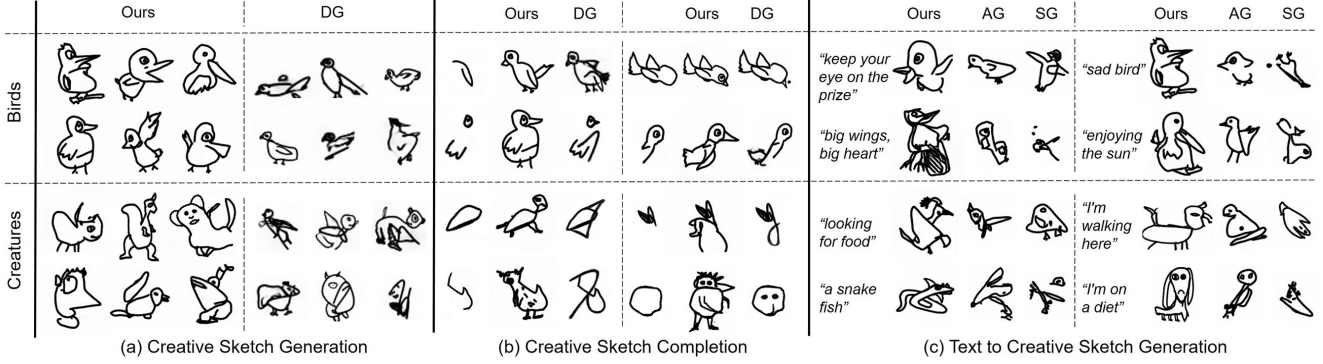 Ours DG Ours DG Ours DG Ours AG SG Ours AG SG
Birds
"keep your
eye on the
prize"
"sad bird"
"big wings,
big heart"
"enjoying
the sun"
Creatures
"looking
for food"
"I'm
walking
here"
"a snake
fish"
"I'm on
a diet"
(a) Creative Sketch Generation
(b) Creative Sketch Completion
(c) Text to Creative Sketch Generation